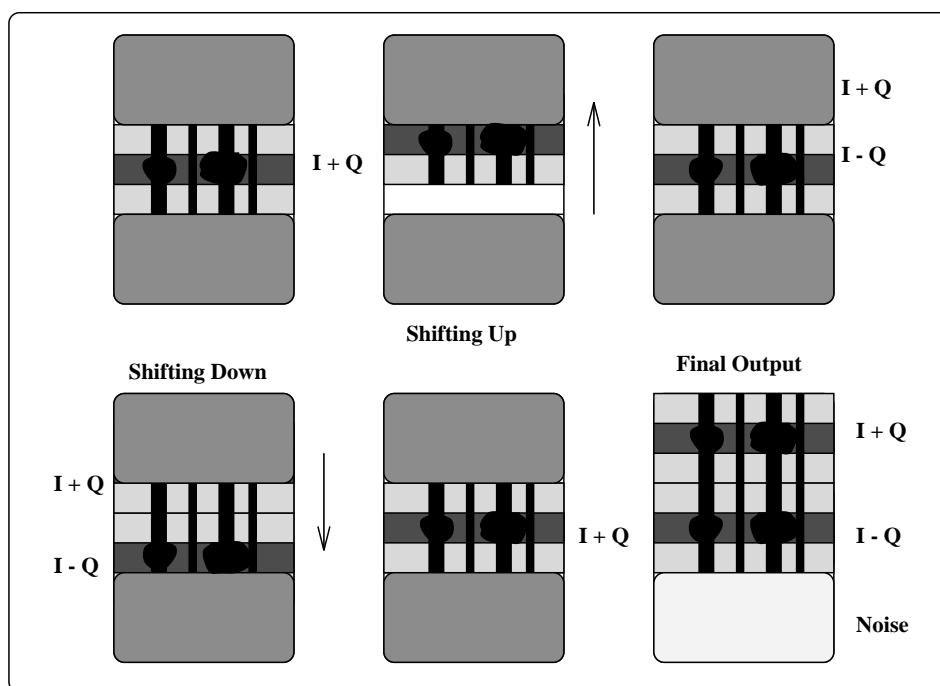 I + Q
I + Q
I - Q
Shifting Up
Shifting Down
Final Output
I + Q
I - Q
I + Q
I + Q
I - Q
Noise